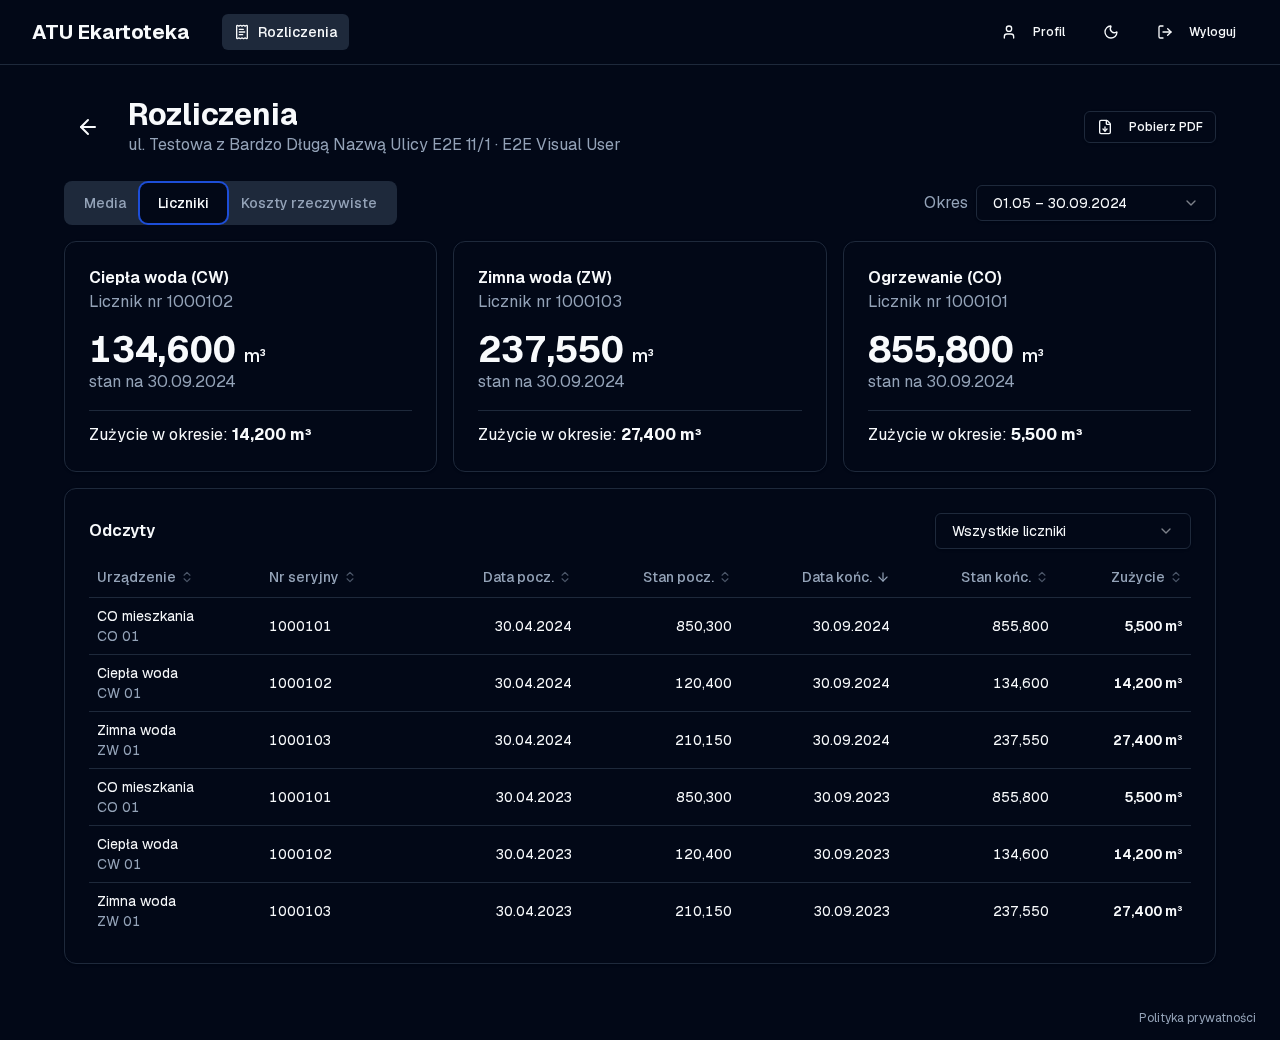 ATU Ekartoteka
Rozliczenia
Profil
Wyloguj
Rozliczenia
ul. Testowa z Bardzo Długą Nazwą Ulicy E2E 11/1 · E2E Visual User
Pobierz PDF
Media Liczniki Koszty rzeczywiste
Okres 01.05 – 30.09.2024
Ciepła woda (CW)
Licznik nr 1000102
134,600 m³
stan na 30.09.2024
Zużycie w okresie: 14,200 m³
Zimna woda (ZW)
Licznik nr 1000103
237,550 m³
stan na 30.09.2024
Zużycie w okresie: 27,400 m³
Ogrzewanie (CO)
Licznik nr 1000101
855,800 m³
stan na 30.09.2024
Zużycie w okresie: 5,500 m³
Odczyty
Wszystkie liczniki
Urządzenie Nr seryjny Data pocz. Stan pocz. Data końc. Stan końc. Zużycie
CO mieszkania
CO 01
1000101 30.04.2024 850,300 30.09.2024 855,800 5,500 m³
Ciepła woda
CW 01
1000102 30.04.2024 120,400 30.09.2024 134,600 14,200 m³
Zimna woda
ZW 01
1000103 30.04.2024 210,150 30.09.2024 237,550 27,400 m³
CO mieszkania
CO 01
1000101 30.04.2023 850,300 30.09.2023 855,800 5,500 m³
Ciepła woda
CW 01
1000102 30.04.2023 120,400 30.09.2023 134,600 14,200 m³
Zimna woda
ZW 01
1000103 30.04.2023 210,150 30.09.2023 237,550 27,400 m³
Polityka prywatności